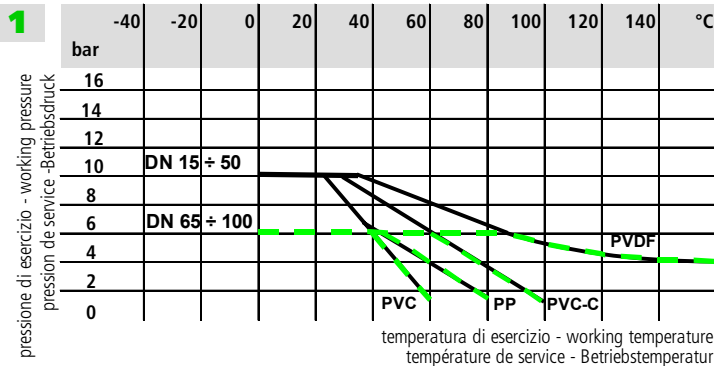 1
-40 -20 0 20 40 60 80 100 120 140 °C
bar
16
14
12
10
8
6
4
2
0
DN 15 ÷ 50
DN 65 ÷ 100
PVDF
PVC
PP
PVC-C
pressione di esercizio - working pressure
pression de service -Betriebsdruck
temperatura di esercizio - working temperature
température de service - Betriebstemperatur